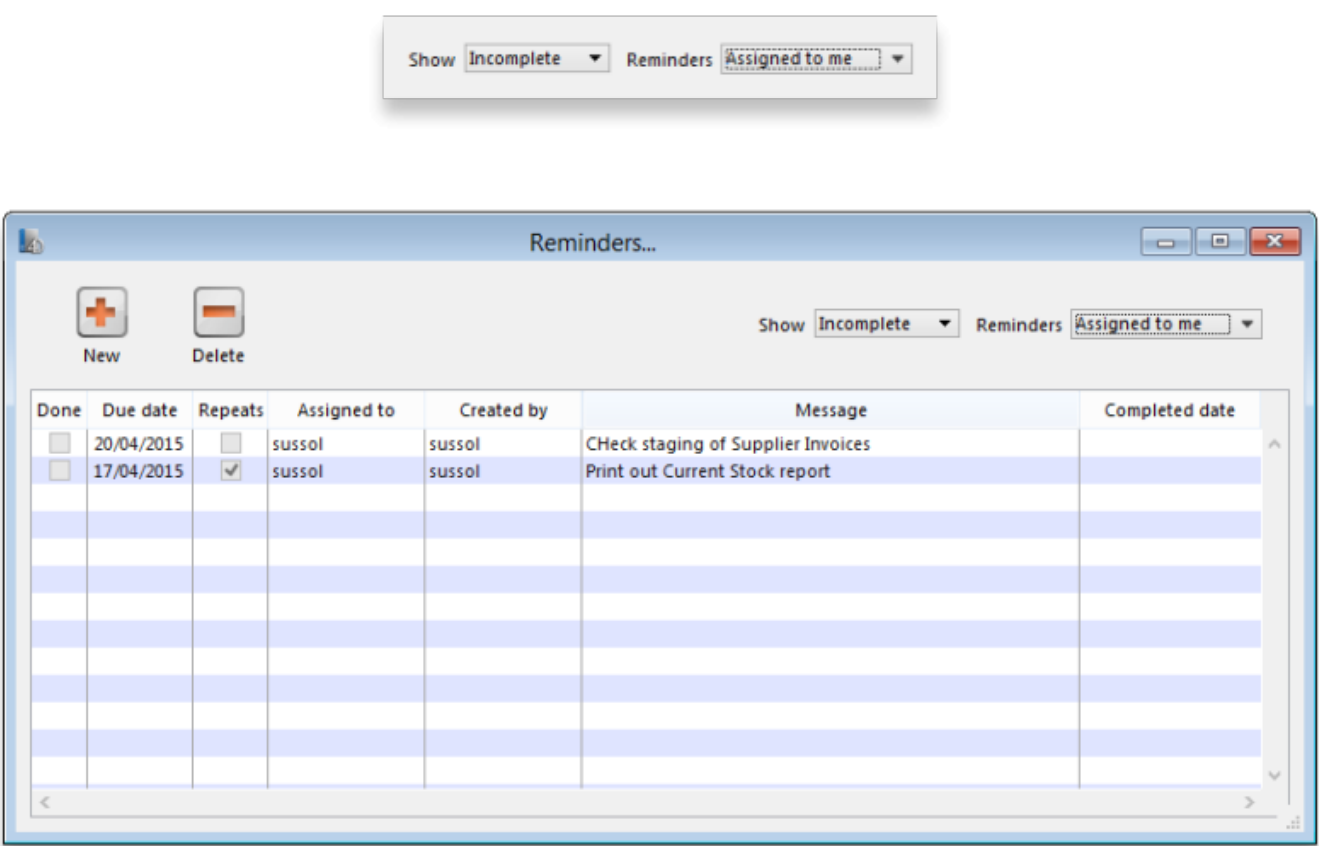 Show Incomplete Reminders Assigned to me
Reminders...
New Delete
Show Incomplete Reminders Assigned to me
Done Due date Repeats Assigned to Created by Message Completed date
20/04/2015 sussol sussol CHeck staging of Supplier Invoices
17/04/2015 sussol sussol Print out Current Stock report